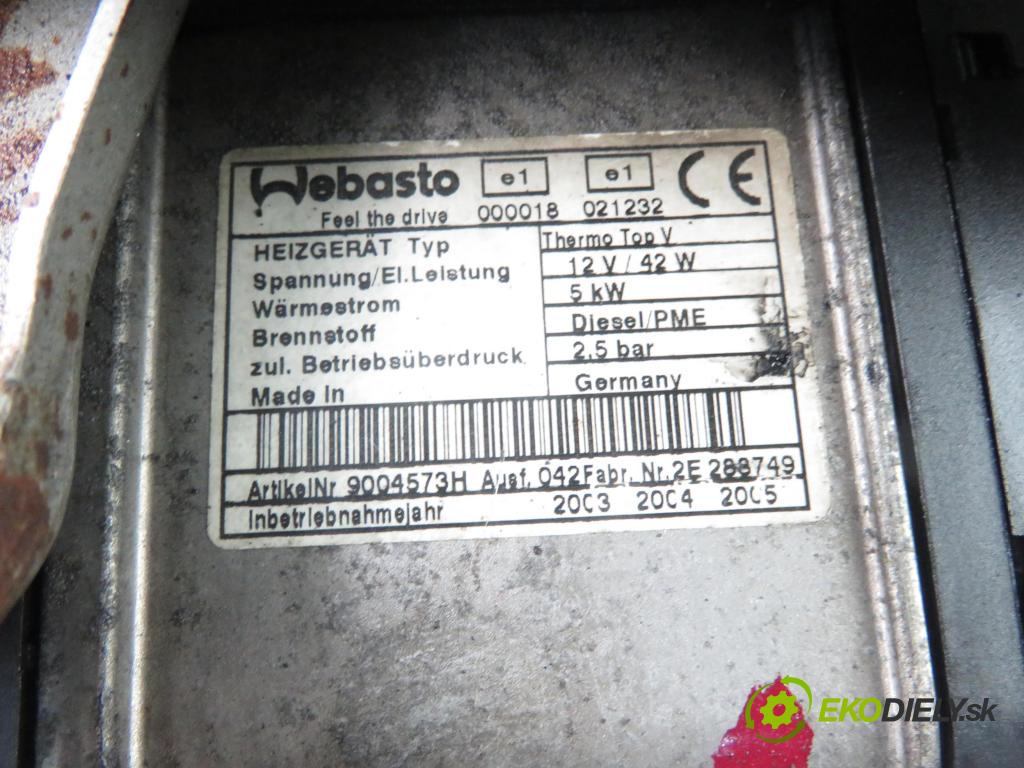 Webasto e1 e1 CE
Feel the drive 000018 021232
HEIZGERÄT Typ Thermo Top V
Spannung/El.Leistung 12 V / 42 W
Wärmestrom 5 kW
Brennstoff Diesel/PME
zul. Betriebsüberdruck 2,5 bar
Made In Germany
ArtikelNr 9004573H Ausf. 042 Fabr. Nr. 2E
Inbetriebnahmejahr 2003 2004 2005
EKODIELY.sk